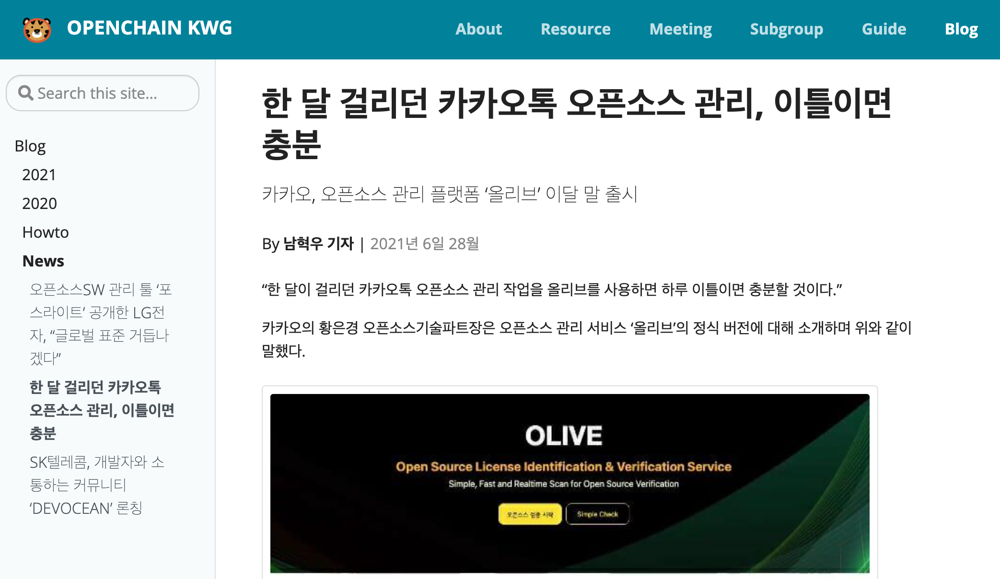 OPENCHAIN KWG
About Resource Meeting Subgroup Guide Blog
Search this site...
Blog
2021
2020
Howto
News
오픈소스SW 관리 툴 ‘포
스라이트’ 공개한 LG전
자, “글로벌 표준 거듭나
겠다”
한 달 걸리던 카카오톡
오픈소스 관리, 이틀이면
충분
SK텔레콤, 개발자와 소
통하는 커뮤니티
‘DEVOCEAN’ 론칭
한 달 걸리던 카카오톡 오픈소스 관리, 이틀이면
충분
카카오, 오픈소스 관리 플랫폼 ‘올리브’ 이달 말 출시
By 남혁우 기자 | 2021년 6일 28월
“한 달이 걸리던 카카오톡 오픈소스 관리 작업을 올리브를 사용하면 하루 이틀이면 충분할 것이다.”
카카오의 황은경 오픈소스기술파트장은 오픈소스 관리 서비스 ‘올리브’의 정식 버전에 대해 소개하며 위와 같이
말했다.
OLIVE
Open Source License Identification & Verification Service
Simple, Fast and Realtime Scan for Open Source Verification
오픈소스 검증 시작 Simple Check